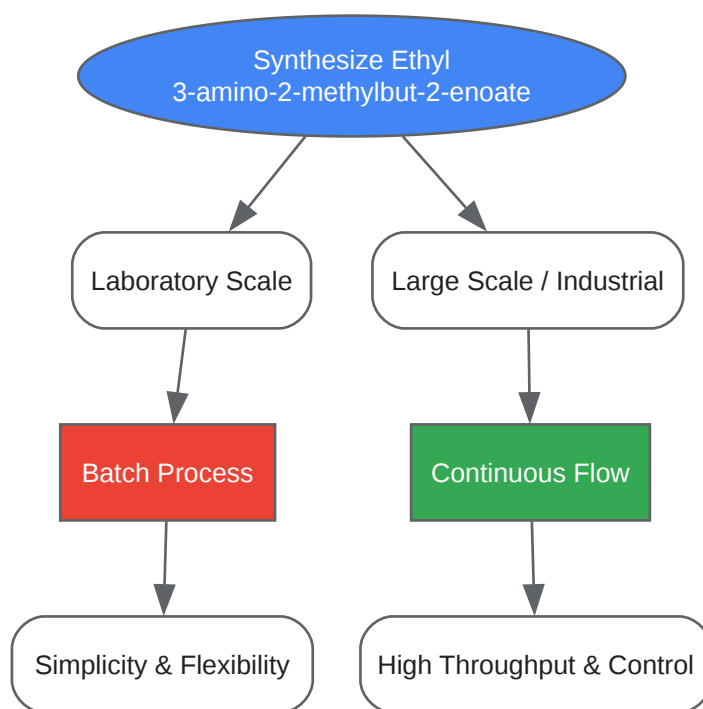 Synthesize Ethyl
3-amino-2-methylbut-2-enoate
Laboratory Scale
Large Scale / Industrial
Batch Process
Continuous Flow
Simplicity & Flexibility
High Throughput & Control